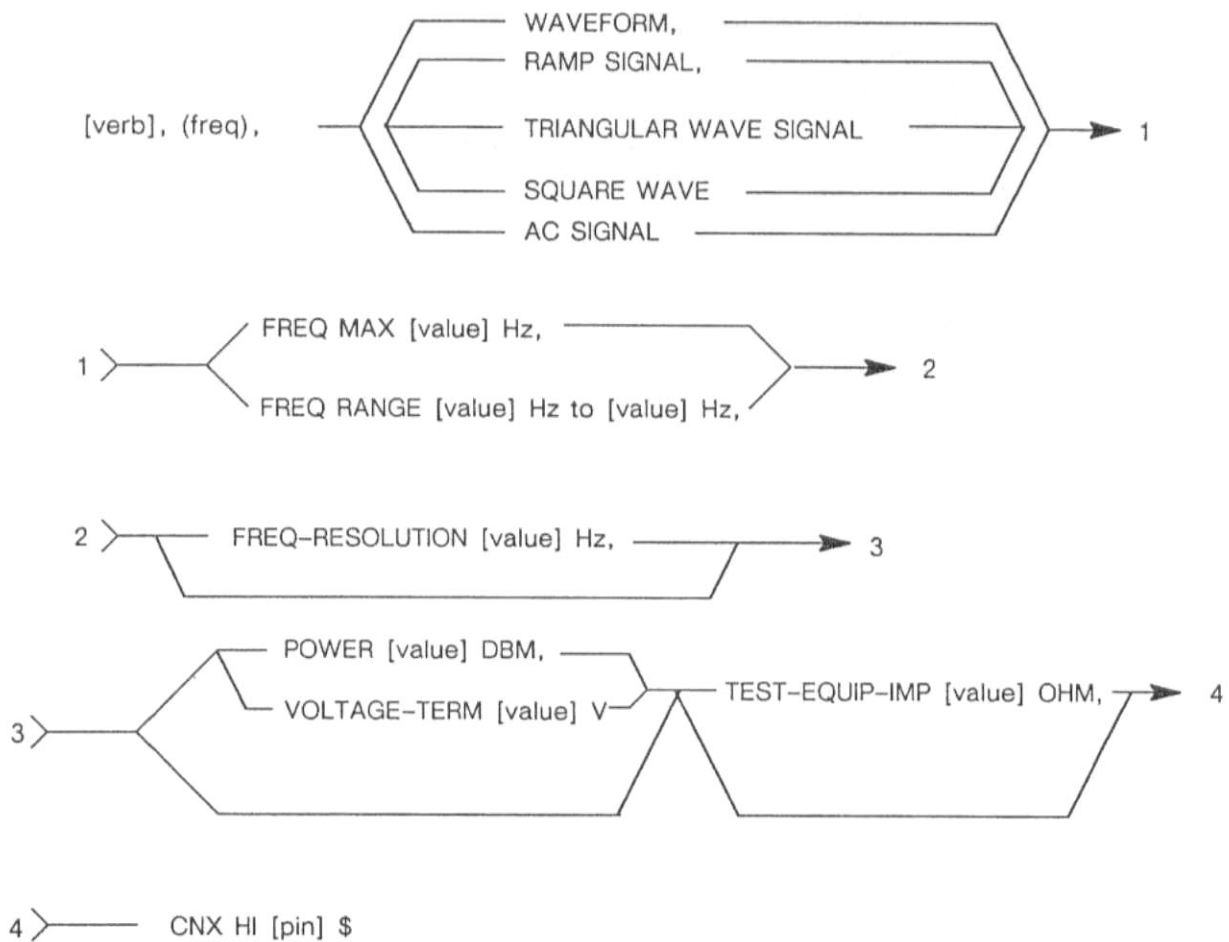 WAVEFORM,
RAMP SIGNAL,
[verb], (freq),
TRIANGULAR WAVE SIGNAL
1
SQUARE WAVE
AC SIGNAL
FREQ MAX [value] Hz,
1
2
FREQ RANGE [value] Hz to [value] Hz,
2
FREQ-RESOLUTION [value] Hz,
3
POWER [value] DBM,
TEST-EQUIP-IMP [value] OHM,
4
VOLTAGE-TERM [value] V
3
4
CNX HI [pin] $